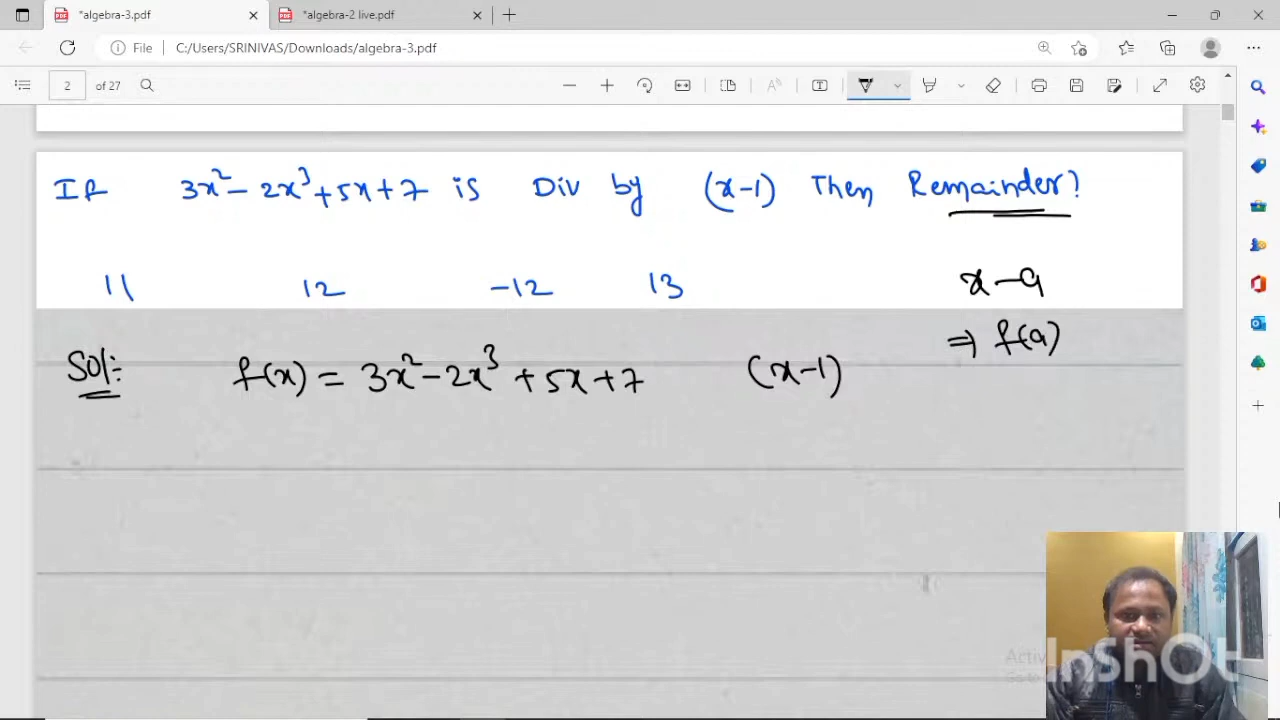 *algebra-3.pdf
*algebra-2 live.pdf
File C:/Users/SRINIVAS/Downloads/algebra-3.pdf
2 of 27
If 3x² - 2x³ + 5x + 7 is Div by (x-1) Then Remainder?
11 12 -12 13
x-a
⇒ f(a)
Sol:
f(x) = 3x² - 2x³ + 5x + 7 (x-1)
InShOt